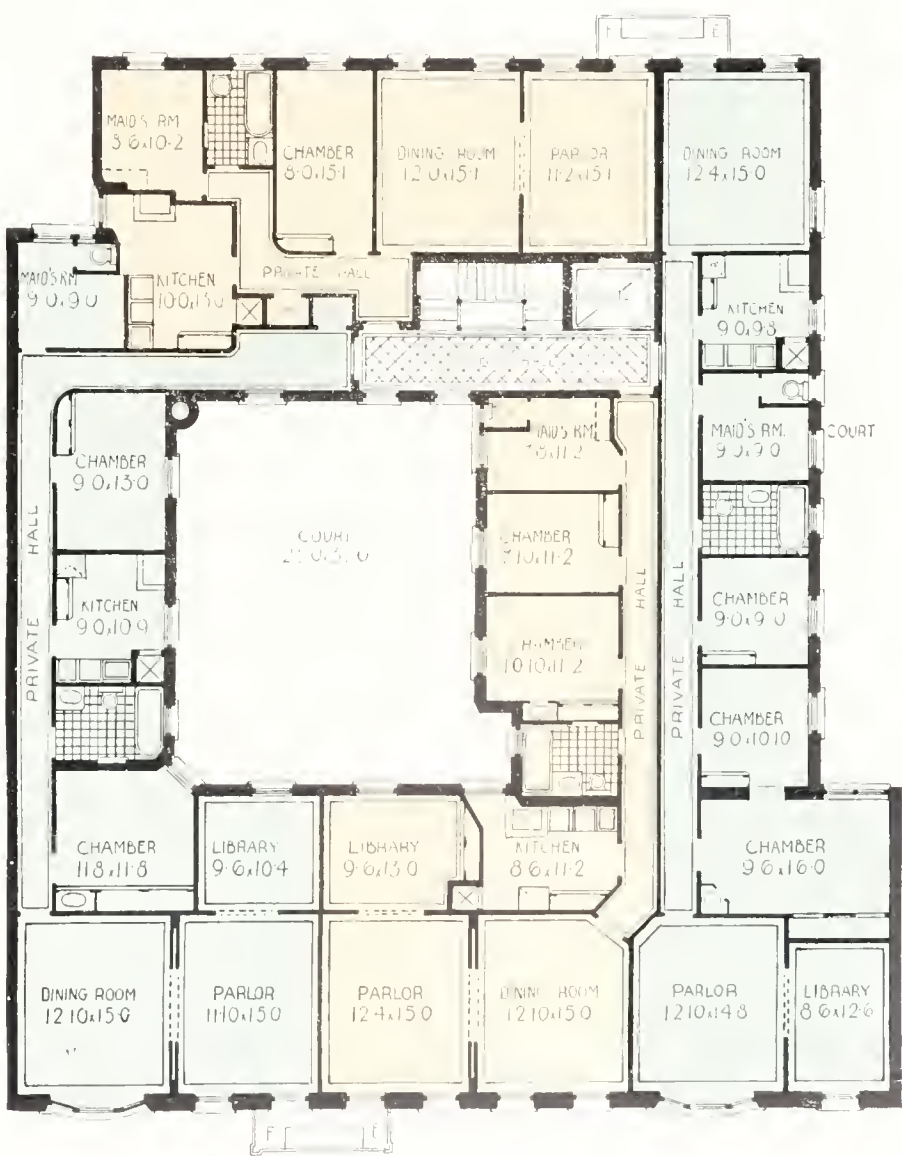 F E
MAID'S RM.
8·6x10·2
CHAMBER
8·0x15·1
DINING ROOM
12·0x15·1
PARLOR
11·2x15·1
DINING ROOM
12·4x15·0
MAID'S RM
9·0x9·0
KITCHEN
10·0x13·0
PRIVATE HALL
KITCHEN
9·0x9·8
MAID'S RM.
9·0x9·0
COURT
CHAMBER
9·0x13·0
MAID'S RM
CHAMBER
COURT
PRIVATE HALL
KITCHEN
9·0x10·9
CHAMBER
10·10x11·2
PRIVATE HALL
PRIVATE HALL
CHAMBER
9·0x9·0
CHAMBER
9·0x10·10
CHAMBER
11·8x11·8
LIBRARY
9·6x10·4
LIBRARY
9·6x13·0
KITCHEN
8·6x11·2
CHAMBER
9·6x16·0
DINING ROOM
12·10x15·0
PARLOR
11·10x15·0
PARLOR
12·4x15·0
DINING ROOM
12·10x15·0
PARLOR
12·10x14·8
LIBRARY
8·6x12·6
F E